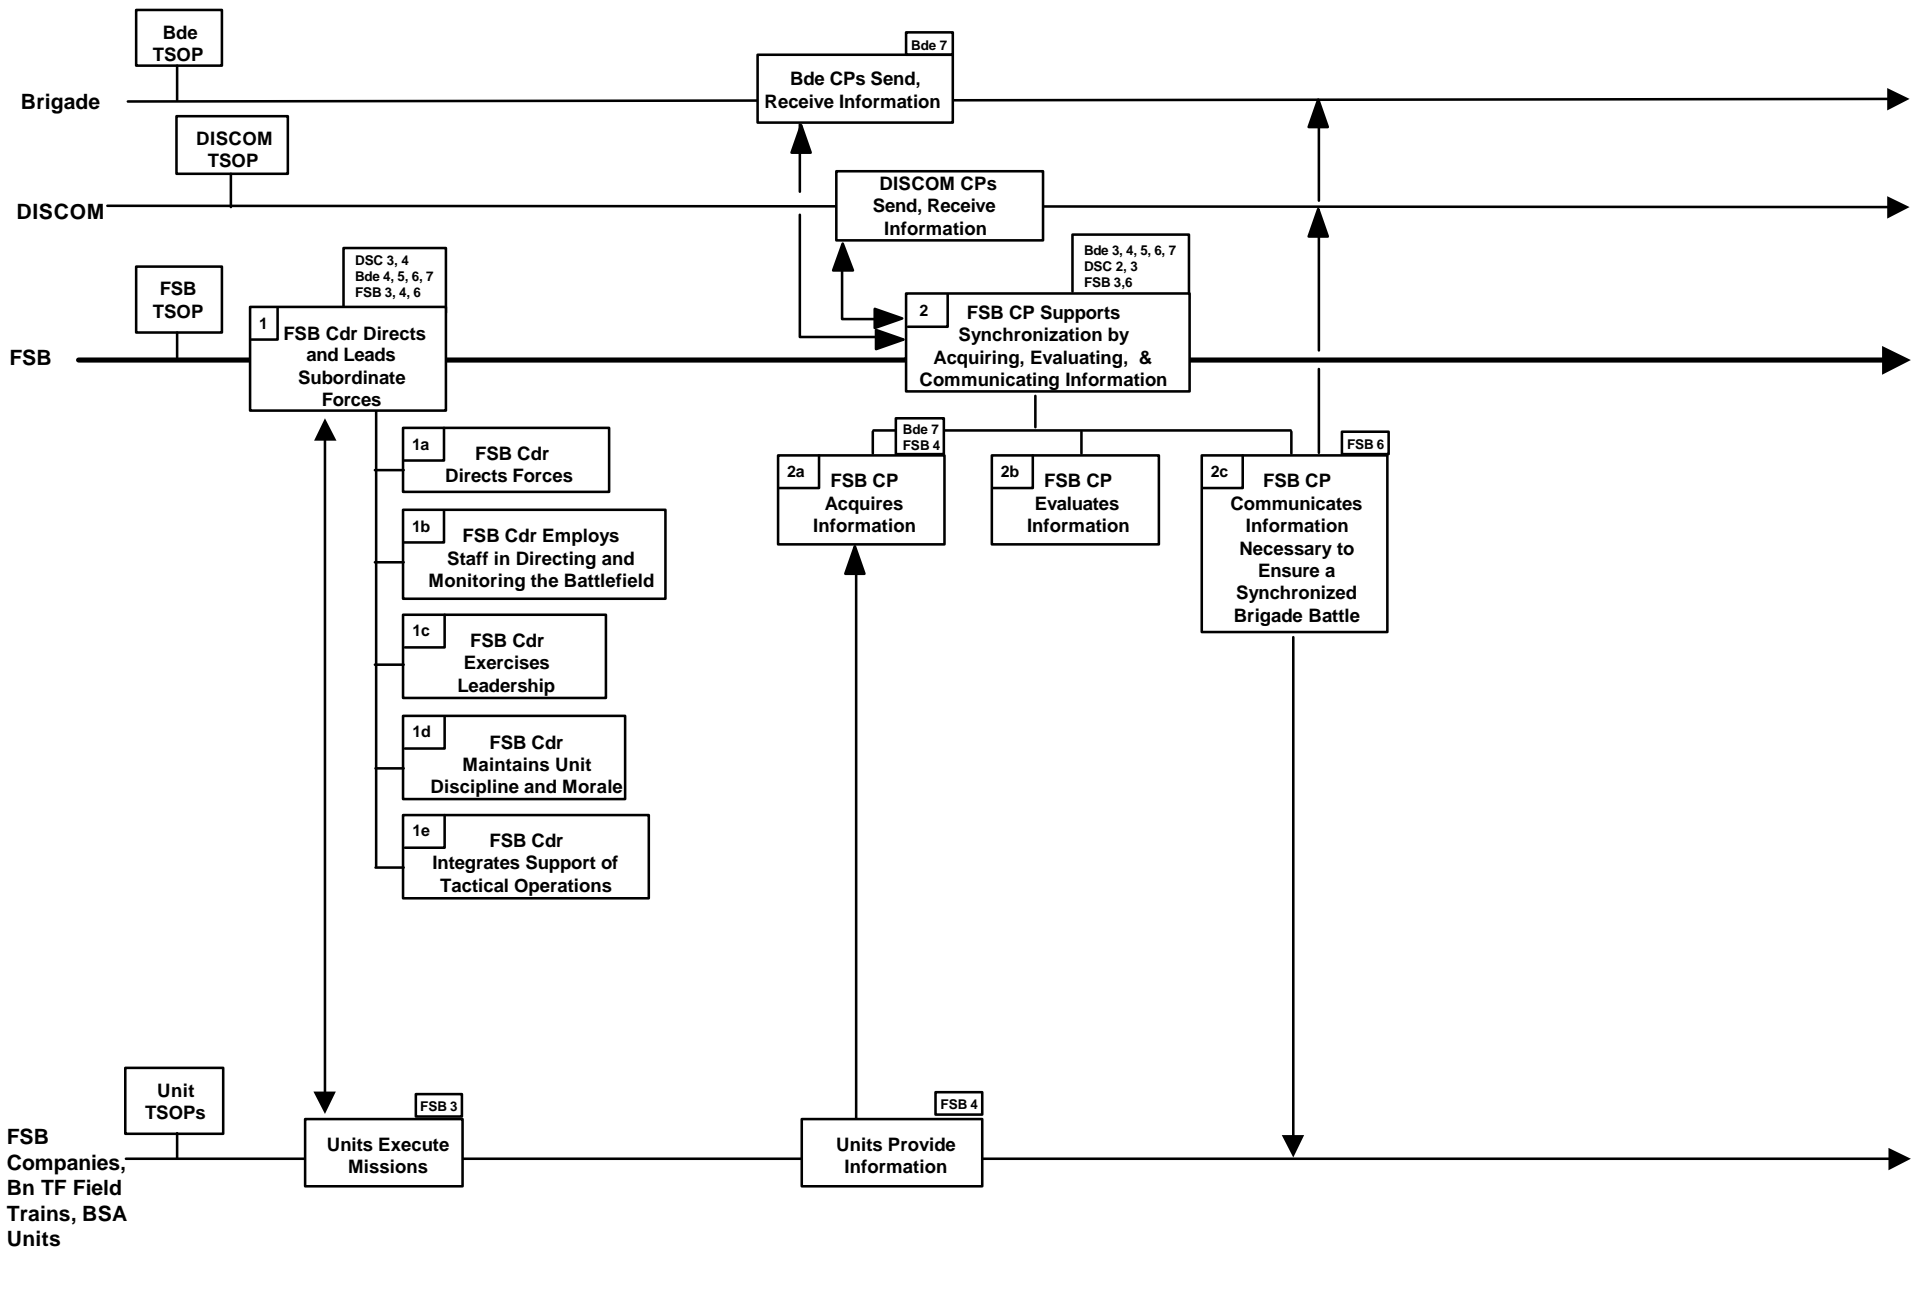 Bde
TSOP
Bde 7
Bde CPs Send,
Receive Information
Brigade
DISCOM
TSOP
DISCOM CPs
Send, Receive
Information
DISCOM
FSB
TSOP
DSC 3, 4
Bde 4, 5, 6, 7
FSB 3, 4, 6
Bde 3, 4, 5, 6, 7
DSC 2, 3
FSB 3,6
FSB
1
FSB Cdr Directs
and Leads
Subordinate
Forces
2
FSB CP Supports
Synchronization by
Acquiring, Evaluating, &
Communicating Information
1a
FSB Cdr
Directs Forces
1b
FSB Cdr Employs
Staff in Directing and
Monitoring the Battlefield
1c
FSB Cdr
Exercises
Leadership
1d
FSB Cdr
Maintains Unit
Discipline and Morale
1e
FSB Cdr
Integrates Support of
Tactical Operations
Bde 7
FSB 4
2a
FSB CP
Acquires
Information
2b
FSB CP
Evaluates
Information
FSB 6
2c
FSB CP
Communicates
Information
Necessary to
Ensure a
Synchronized
Brigade Battle
Unit
TSOPs
FSB 3
Units Execute
Missions
FSB 4
Units Provide
Information
FSB
Companies,
Bn TF Field
Trains, BSA
Units